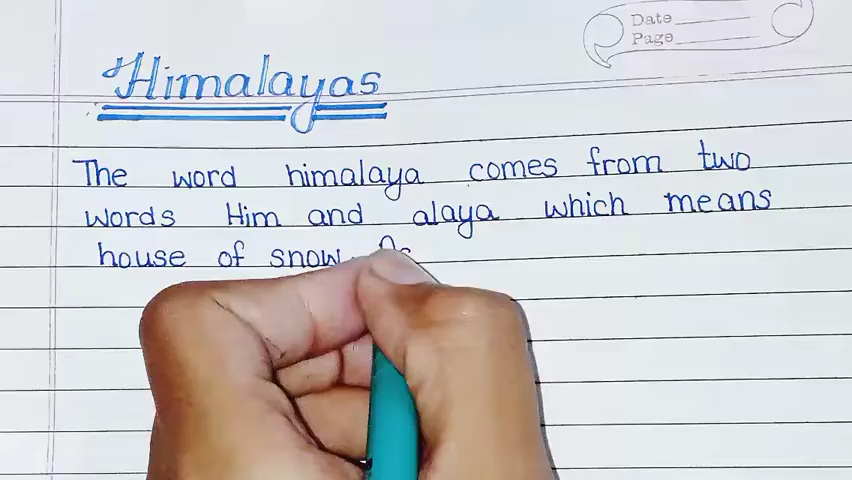 Date
Page
Himalayas
The word himalaya comes from two
words Him and alaya which means
house of snow.